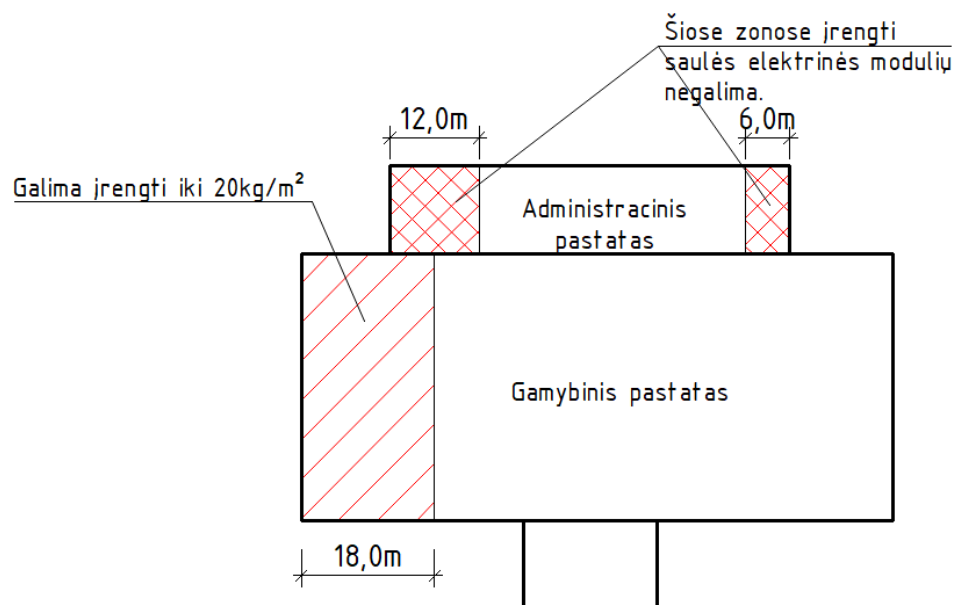 Šiose zonose įrengti
saulės elektrinės modulių
negalima.
12,0m
6,0m
Galima įrengti iki 20kg/m²
Administracinis
pastatas
Gamybinis pastatas
18,0m